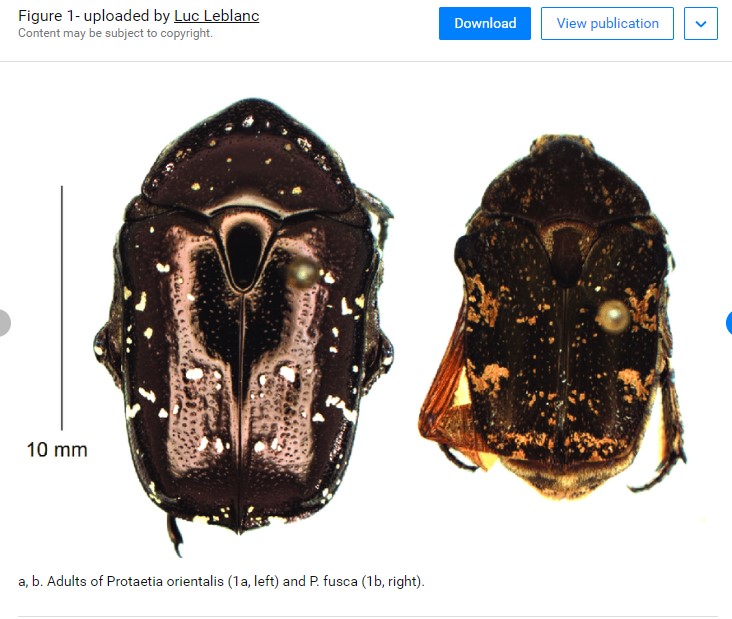 Figure 1- uploaded by Luc Leblanc
Content may be subject to copyright.
Download
View publication
10 mm
a, b. Adults of Protaetia orientalis (1a, left) and P. fusca (1b, right).